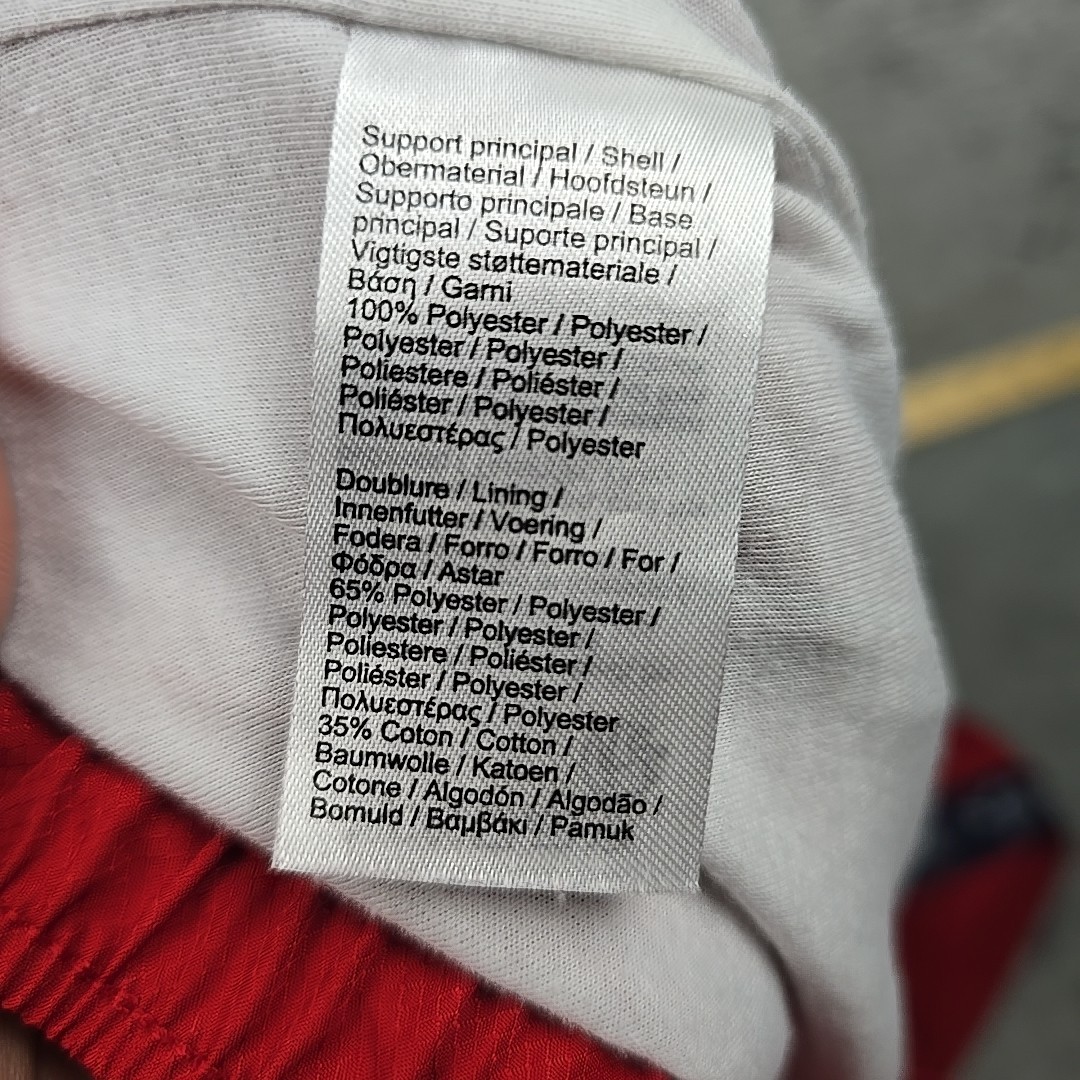 Support principal / Shell /
Obermaterial / Hoofdsteun /
Supporto principale / Base
principal / Suporte principal /
Vigtigste støttemateriale /
Βάση / Garni
100% Polyester / Polyester /
Polyester / Polyester /
Poliestere / Poliéster /
Poliéster / Polyester /
Πολυεστέρας / Polyester
Doublure / Lining /
Innenfutter / Voering /
Fodera / Forro / Forro / For /
Φόδρα / Astar
65% Polyester / Polyester /
Polyester / Polyester /
Poliestere / Poliéster /
Poliéster / Polyester /
Πολυεστέρας / Polyester
35% Coton / Cotton /
Baumwolle / Katoen /
Cotone / Algodón / Algodão /
Bomuld / Βαμβάκι / Pamuk